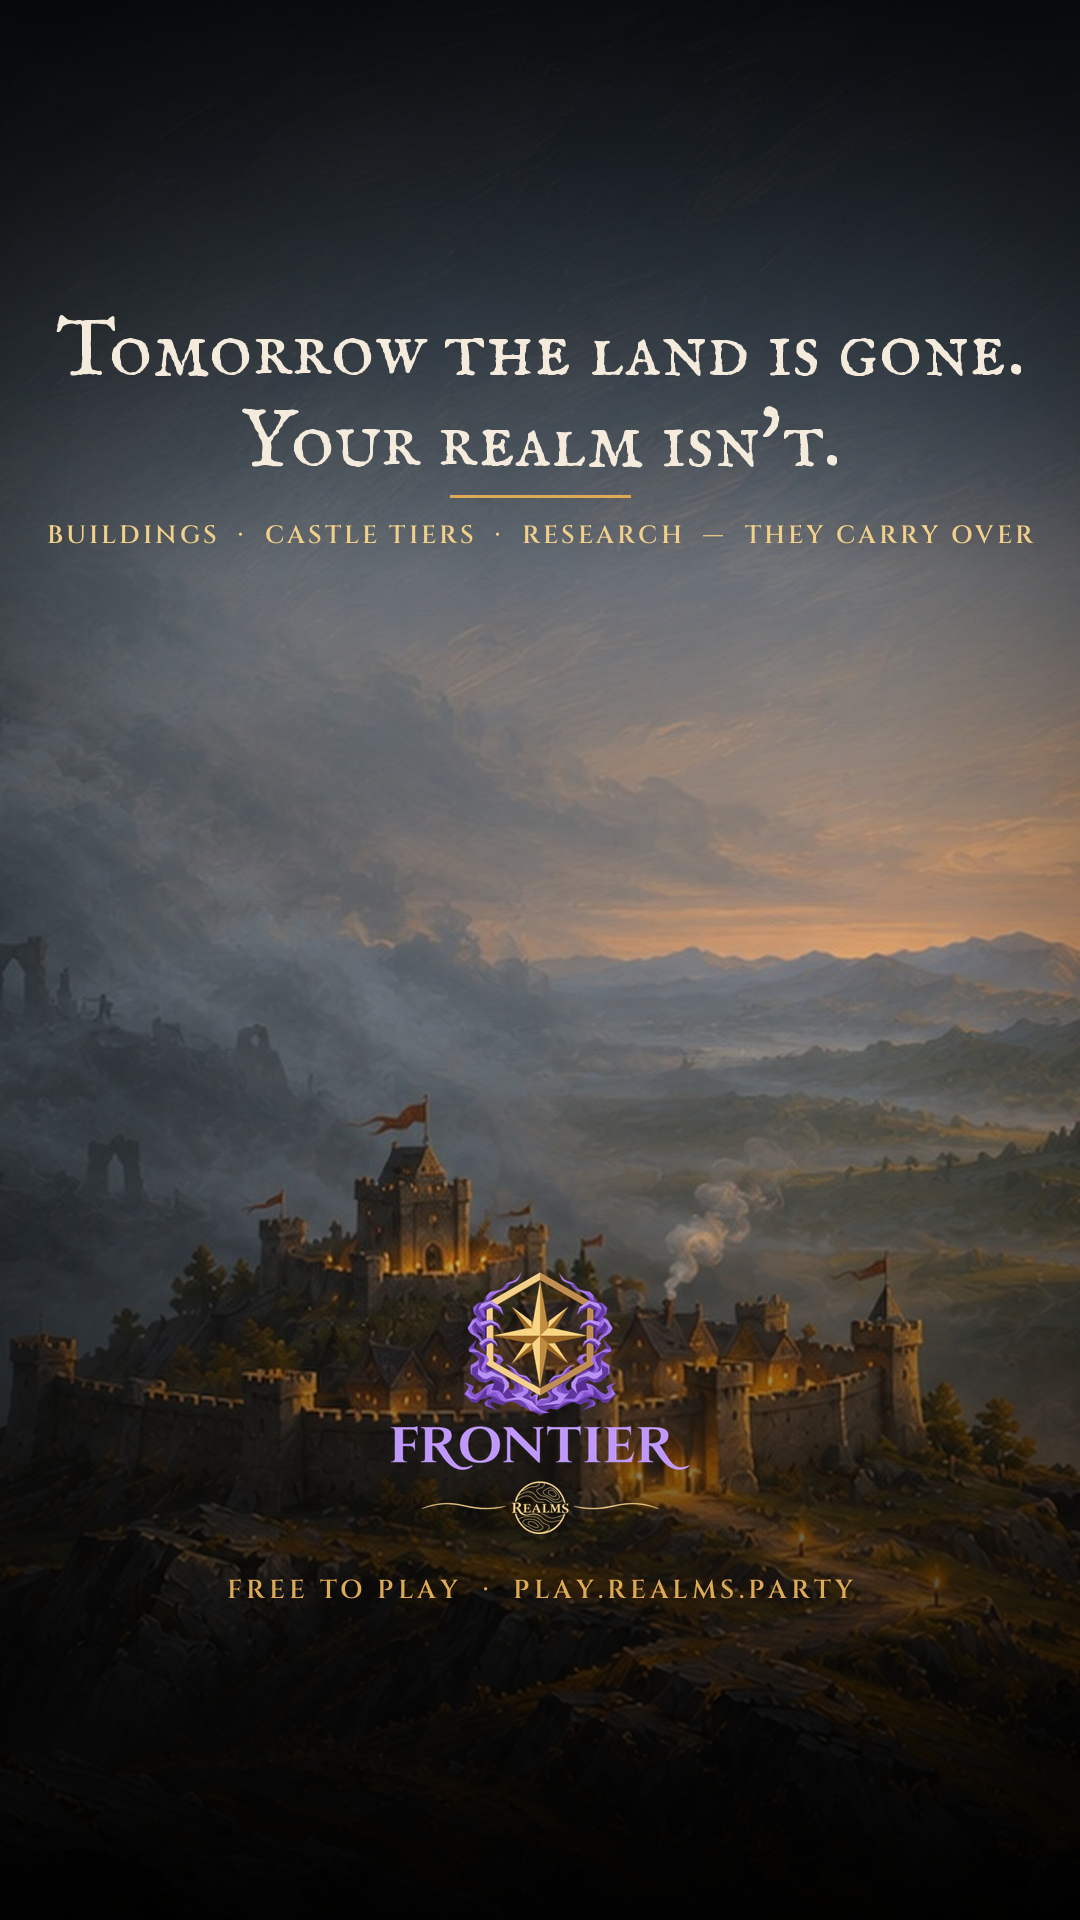 Tomorrow the land is gone.
Your realm isn’t.
BUILDINGS · CASTLE TIERS · RESEARCH — THEY CARRY OVER
FRONTIER
REALMS
FREE TO PLAY · PLAY.REALMS.PARTY